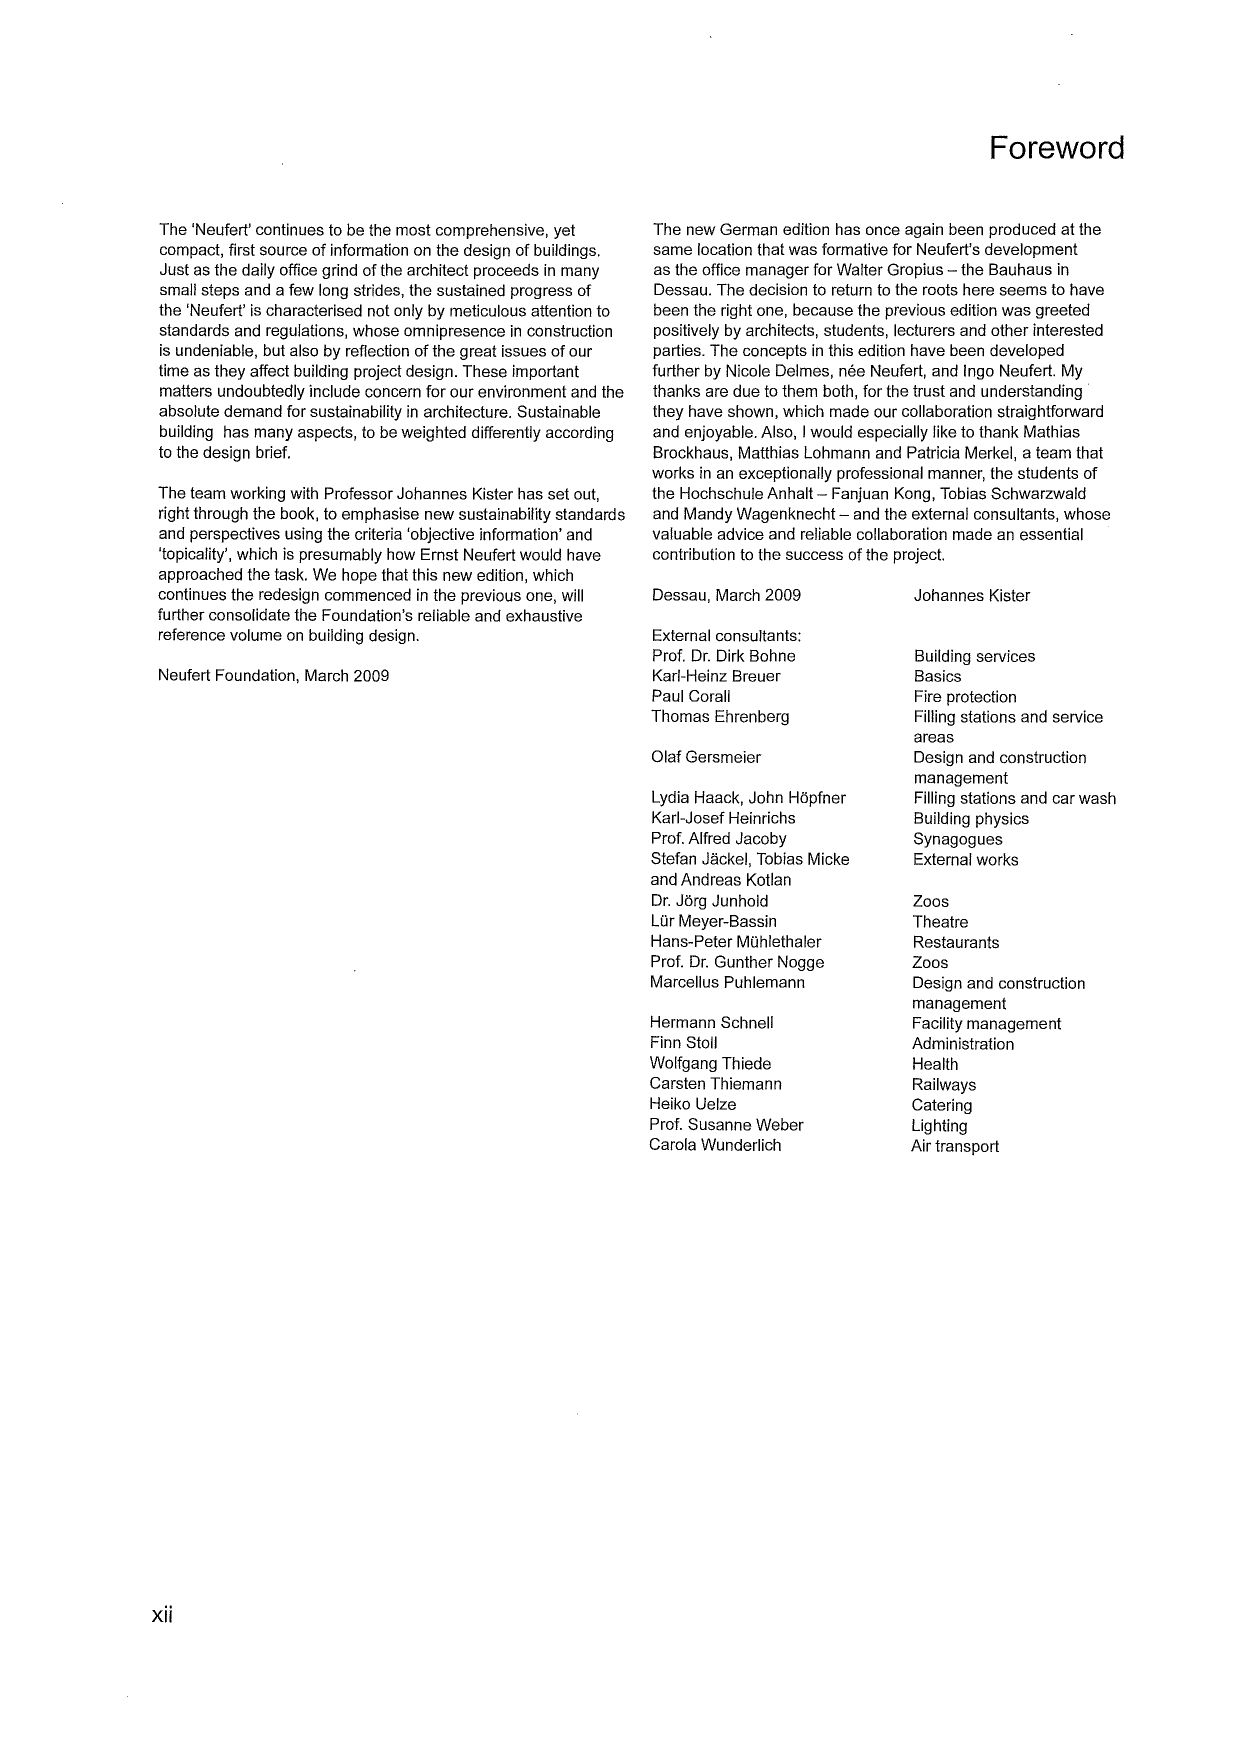 Foreword
The 'Neufert' continues to be the most comprehensive, yet
compact, first source of information on the design of buildings.
Just as the daily office grind of the architect proceeds in many
small steps and a few long strides, the sustained progress of
the 'Neufert' is characterised not only by meticulous attention to
standards and regulations, whose omnipresence in construction
is undeniable, but also by reflection of the great issues of our
time as they affect building project design. These important
matters undoubtedly include concern for our environment and the
absolute demand for sustainability in architecture. Sustainable
building has many aspects, to be weighted differently according
to the design brief.
The team working with Professor Johannes Kister has set out,
right through the book, to emphasise new sustainability standards
and perspectives using the criteria 'objective information' and
'topicality', which is presumably how Ernst Neufert would have
approached the task. We hope that this new edition, which
continues the redesign commenced in the previous one, will
further consolidate the Foundation's reliable and exhaustive
reference volume on building design.
Neufert Foundation, March 2009
The new German edition has once again been produced at the
same location that was formative for Neufert's development
as the office manager for Walter Gropius – the Bauhaus in
Dessau. The decision to return to the roots here seems to have
been the right one, because the previous edition was greeted
positively by architects, students, lecturers and other interested
parties. The concepts in this edition have been developed
further by Nicole Delmes, née Neufert, and Ingo Neufert. My
thanks are due to them both, for the trust and understanding
they have shown, which made our collaboration straightforward
and enjoyable. Also, I would especially like to thank Mathias
Brockhaus, Matthias Lohmann and Patricia Merkel, a team that
works in an exceptionally professional manner, the students of
the Hochschule Anhalt – Fanjuan Kong, Tobias Schwarzwald
and Mandy Wagenknecht – and the external consultants, whose
valuable advice and reliable collaboration made an essential
contribution to the success of the project.
Dessau, March 2009 Johannes Kister
External consultants:
Prof. Dr. Dirk Bohne Building services
Karl-Heinz Breuer Basics
Paul Corall Fire protection
Thomas Ehrenberg Filling stations and service
areas
Olaf Gersmeier Design and construction
management
Lydia Haack, John Höpfner Filling stations and car wash
Karl-Josef Heinrichs Building physics
Prof. Alfred Jacoby Synagogues
Stefan Jäckel, Tobias Micke External works
and Andreas Kotlan
Dr. Jörg Junhold Zoos
Lür Meyer-Bassin Theatre
Hans-Peter Mühlethaler Restaurants
Prof. Dr. Gunther Nogge Zoos
Marcellus Puhlemann Design and construction
management
Hermann Schnell Facility management
Finn Stoll Administration
Wolfgang Thiede Health
Carsten Thiemann Railways
Heiko Uelze Catering
Prof. Susanne Weber Lighting
Carola Wunderlich Air transport
xii